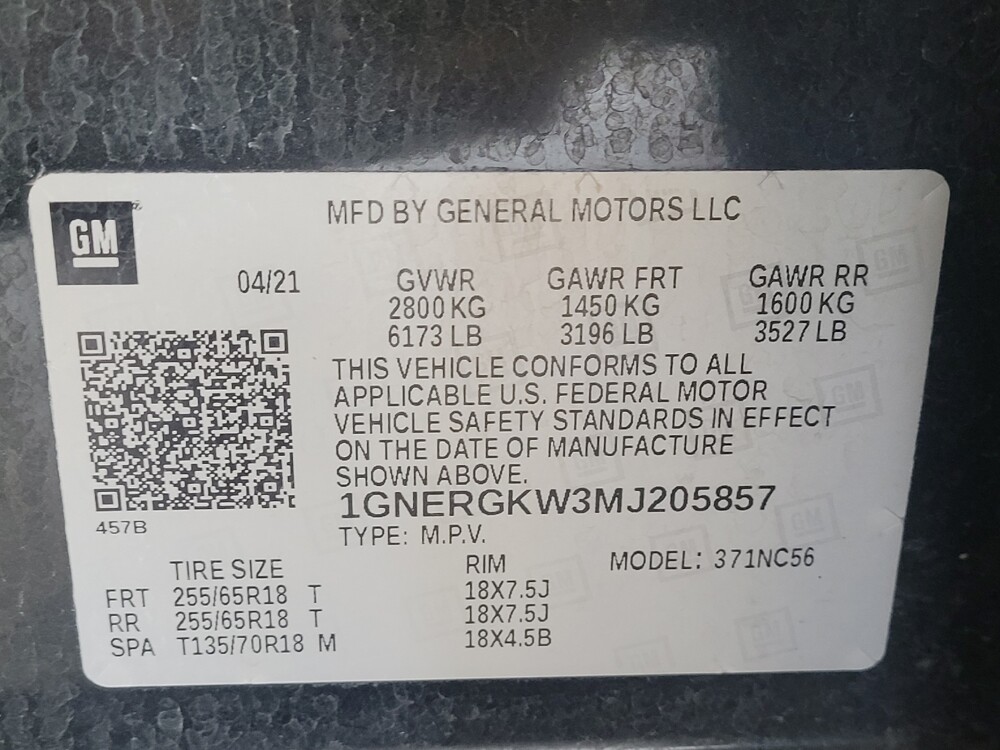 GM
MFD BY GENERAL MOTORS LLC
04/21 GVWR GAWR FRT GAWR RR
2800 KG 1450 KG 1600 KG
6173 LB 3196 LB 3527 LB
THIS VEHICLE CONFORMS TO ALL
APPLICABLE U.S. FEDERAL MOTOR
VEHICLE SAFETY STANDARDS IN EFFECT
ON THE DATE OF MANUFACTURE
SHOWN ABOVE.
1GNERGKW3MJ205857
457B
TYPE: M.P.V.
TIRE SIZE RIM MODEL: 371NC56
FRT 255/65R18 T 18X7.5J
RR 255/65R18 T 18X7.5J
SPA T135/70R18 M 18X4.5B